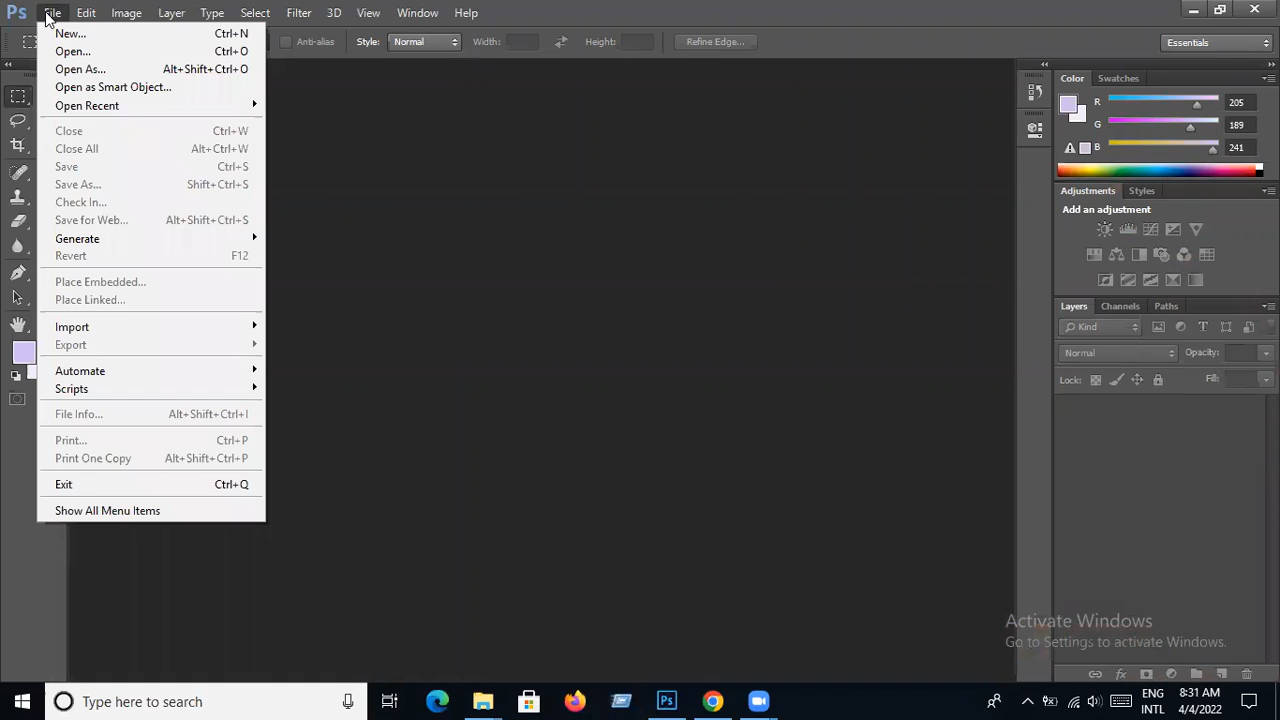 Ps File Edit Image Layer Type Select Filter 3D View Window Help
Anti-alias Style: Normal Width: Height: Refine Edge... Essentials
New... Ctrl+N
Open... Ctrl+O
Open As... Alt+Shift+Ctrl+O
Open as Smart Object...
Open Recent
Close Ctrl+W
Close All Alt+Ctrl+W
Save Ctrl+S
Save As... Shift+Ctrl+S
Check In...
Save for Web... Alt+Shift+Ctrl+S
Generate
Revert F12
Place Embedded...
Place Linked...
Import
Export
Automate
Scripts
File Info... Alt+Shift+Ctrl+I
Print... Ctrl+P
Print One Copy Alt+Shift+Ctrl+P
Exit Ctrl+Q
Show All Menu Items
Color Swatches
R 205
G 189
B 241
Adjustments Styles
Add an adjustment
Layers Channels Paths
Kind
Normal Opacity:
Lock: Fill:
Activate Windows
Go to Settings to activate Windows.
Type here to search
Ps
ENG 8:31 AM
INTL 4/4/2022